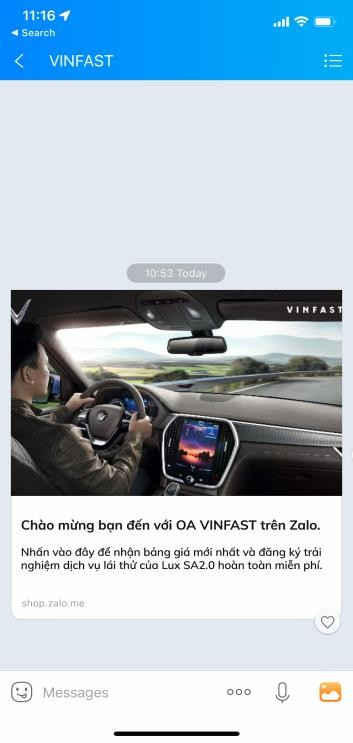 11:16
Search
VINFAST
10:53 Today
VINFAST
Chào mừng bạn đến với OA VINFAST trên Zalo.
Nhấn vào đây để nhận bảng giá mới nhất và đăng ký trải
nghiệm dịch vụ lái thử của Lux SA2.0 hoàn toàn miễn phí.
shop.zalo.me
Messages